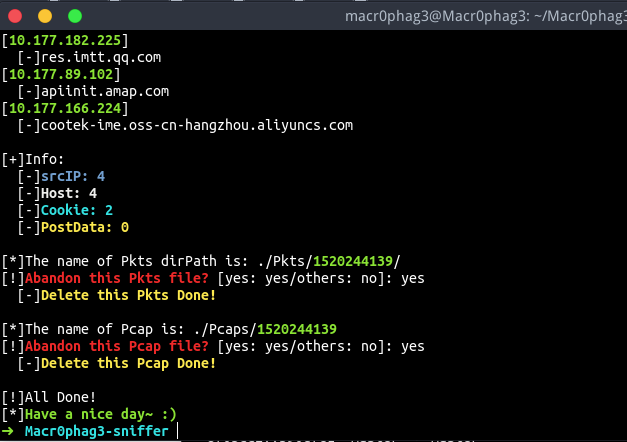 macr0phag3@Macr0phag3: ~/Macr0phag3
[10.177.182.225]
[-]res.imtt.qq.com
[10.177.89.102]
[-]apiinit.amap.com
[10.177.166.224]
[-]cootek-ime.oss-cn-hangzhou.aliyuncs.com
[+]Info:
[-]srcIP: 4
[-]Host: 4
[-]Cookie: 2
[-]PostData: 0
[*]The name of Pkts dirPath is: ./Pkts/1520244139/
[!]Abandon this Pkts file? [yes: yes/others: no]: yes
[-]Delete this Pkts Done!
[*]The name of Pcap is: ./Pcaps/1520244139
[!]Abandon this Pcap file? [yes: yes/others: no]: yes
[-]Delete this Pcap Done!
[!]All Done!
[*]Have a nice day~ :)
➜ Macr0phag3-sniffer